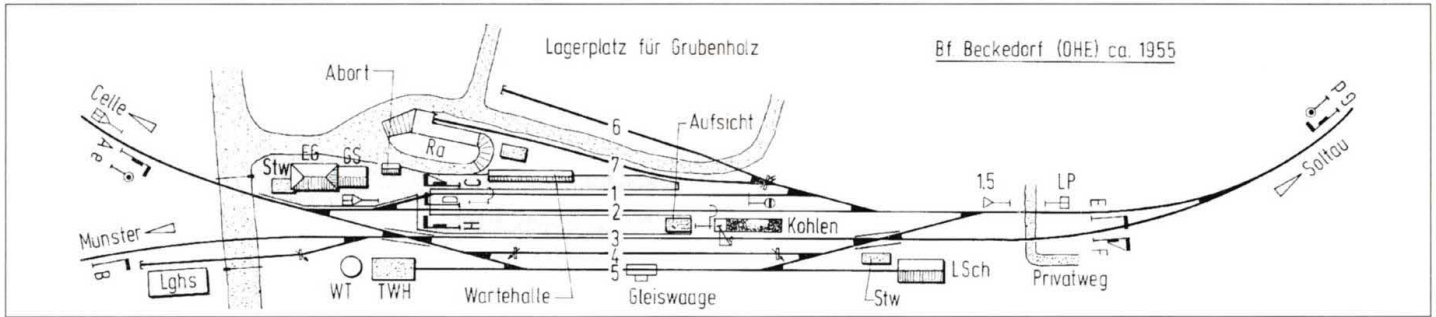 Lagerplatz für Grubenholz
Bf. Beckedorf (OHE) ca. 1955
Abort
Celle
A
e
6
Aufsicht
P
G
Soltau
Stw
EG
GS
Ra
7
C
D
H
1
2
3
4
5
1.5
LP
E
F
Munster
B
Lghs
WT
TWH
Wartehalle
Gleiswaage
Kohlen
Stw
LSch
Privatweg